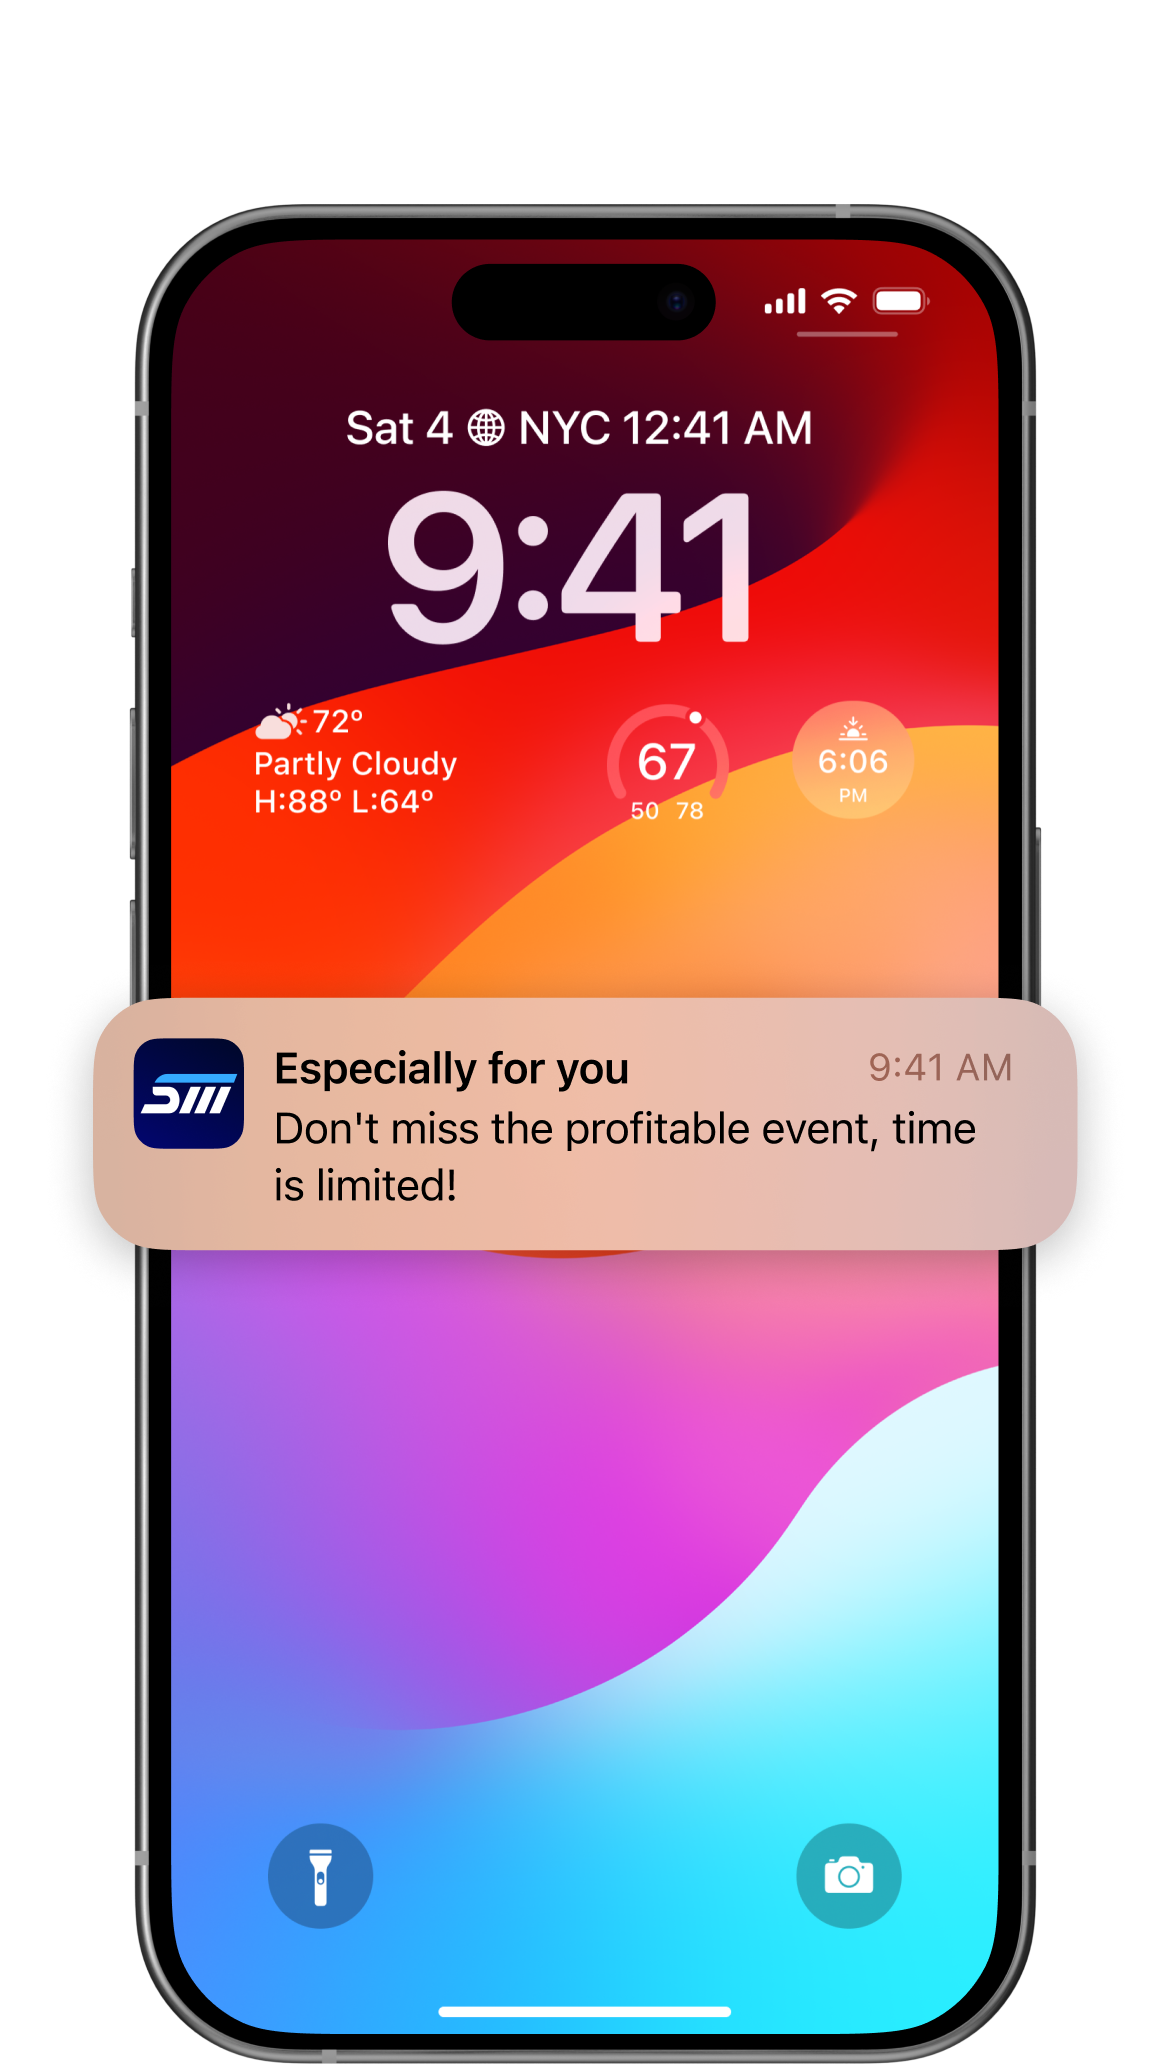 Sat 4 NYC 12:41 AM
9:41
72°
Partly Cloudy
H:88° L:64°
67
50 78
6:06
PM
Especially for you
9:41 AM
Don't miss the profitable event, time
is limited!